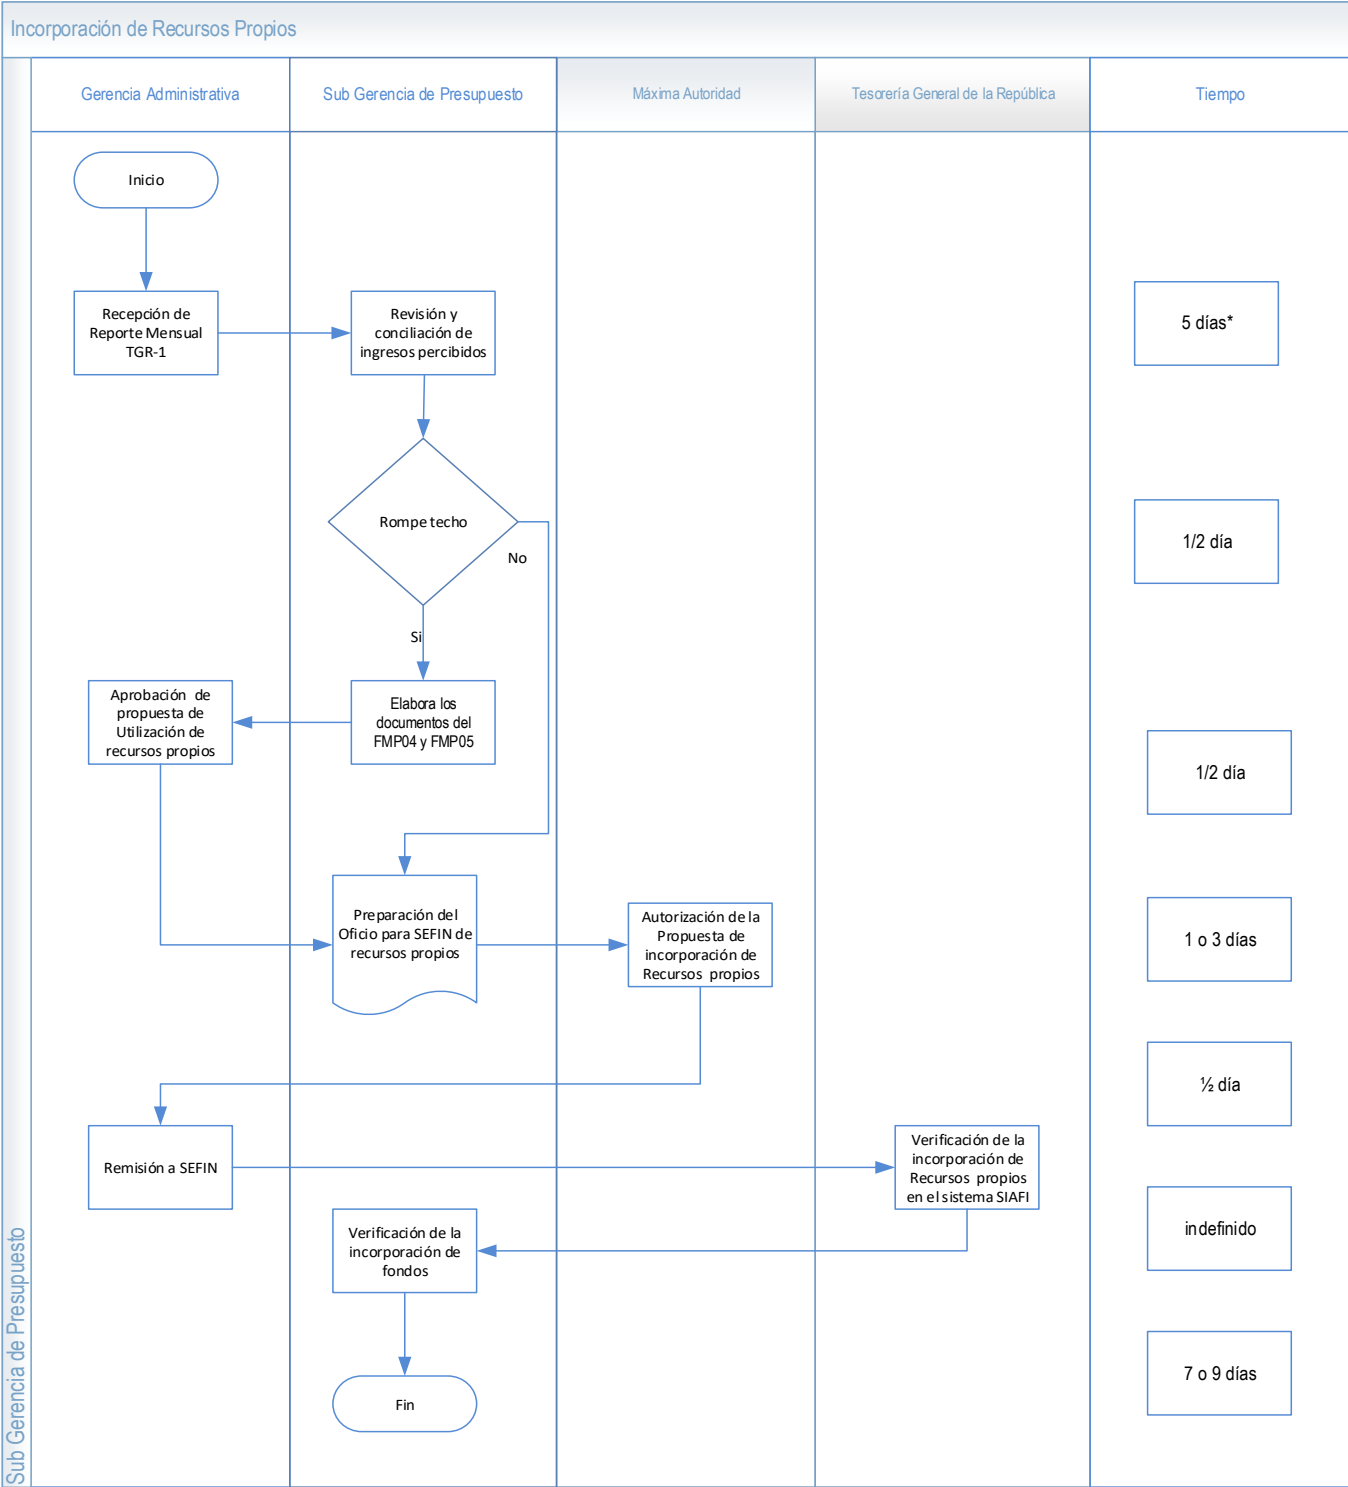 Incorporación de Recursos Propios
Gerencia Administrativa
Sub Gerencia de Presupuesto
Máxima Autoridad
Tesorería General de la República
Tiempo
Inicio
Recepción de
Reporte Mensual
TGR-1
Revisión y
conciliación de
ingresos percibidos
5 días*
Rompe techo
No
1/2 día
Si
Aprobación de
propuesta de
Utilización de
recursos propios
Elabora los
documentos del
FMP04 y FMP05
1/2 día
Preparación del
Oficio para SEFIN de
recursos propios
Autorización de la
Propuesta de
incorporación de
Recursos propios
1 o 3 días
½ día
Remisión a SEFIN
Verificación de la
incorporación de
Recursos propios
en el sistema SIAFI
indefinido
Verificación de la
incorporación de
fondos
7 o 9 días
Fin
Sub Gerencia de Presupuesto